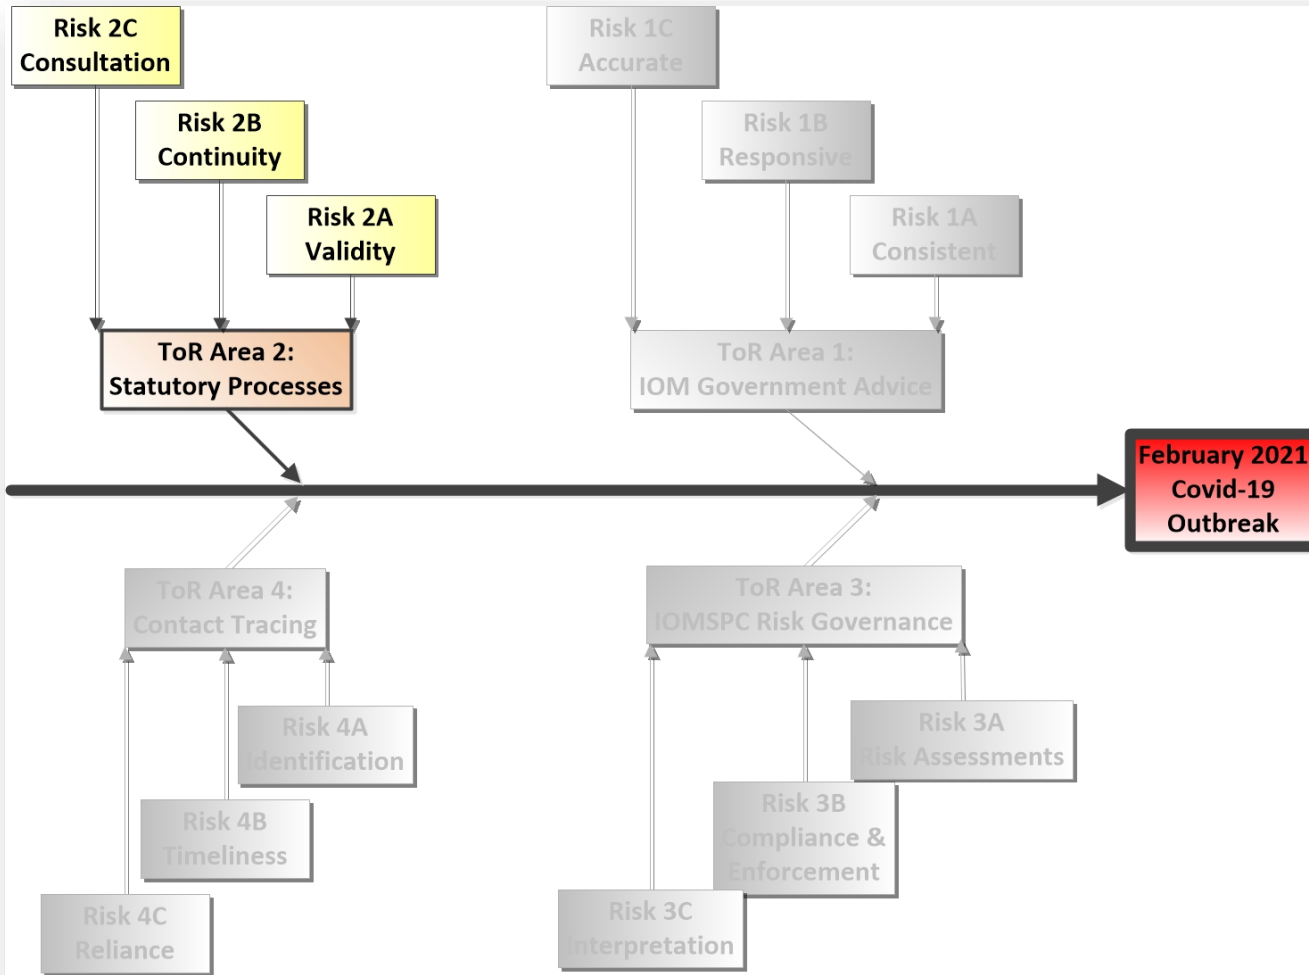 Risk 2C
Consultation
Risk 2B
Continuity
Risk 2A
Validity
ToR Area 2:
Statutory Processes
Risk 1C
Accurate
Risk 1B
Responsive
Risk 1A
Consistent
ToR Area 1:
IOM Government Advice
February 2021
Covid-19
Outbreak
ToR Area 4:
Contact Tracing
Risk 4A
Identification
Risk 4B
Timeliness
Risk 4C
Reliance
ToR Area 3:
IOMSPC Risk Governance
Risk 3A
Risk Assessments
Risk 3B
Compliance &
Enforcement
Risk 3C
Interpretation